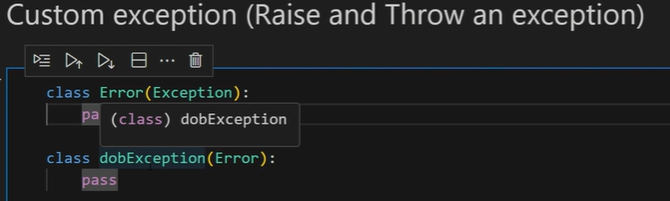 Custom exception (Raise and Throw an exception)
class Error(Exception):
pa
(class) dobException
class dobException(Error):
pass